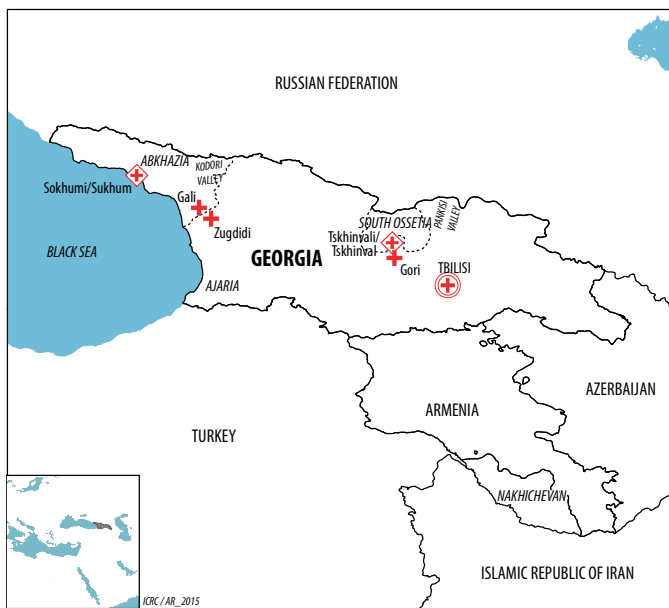 RUSSIAN FEDERATION
ABKHAZIA
KODORI
VALLEY
Sokhumi/Sukhum
Gali
Zugdidi
SOUTH OSSETIA
PANKISI
VALLEY
Tskhinvali/
Tskhinval
BLACK SEA
GEORGIA
Gori
TBILISI
AJARIA
AZERBAIJAN
ARMENIA
TURKEY
NAKHICHEVAN
ISLAMIC REPUBLIC OF IRAN
ICRC / AR_2015